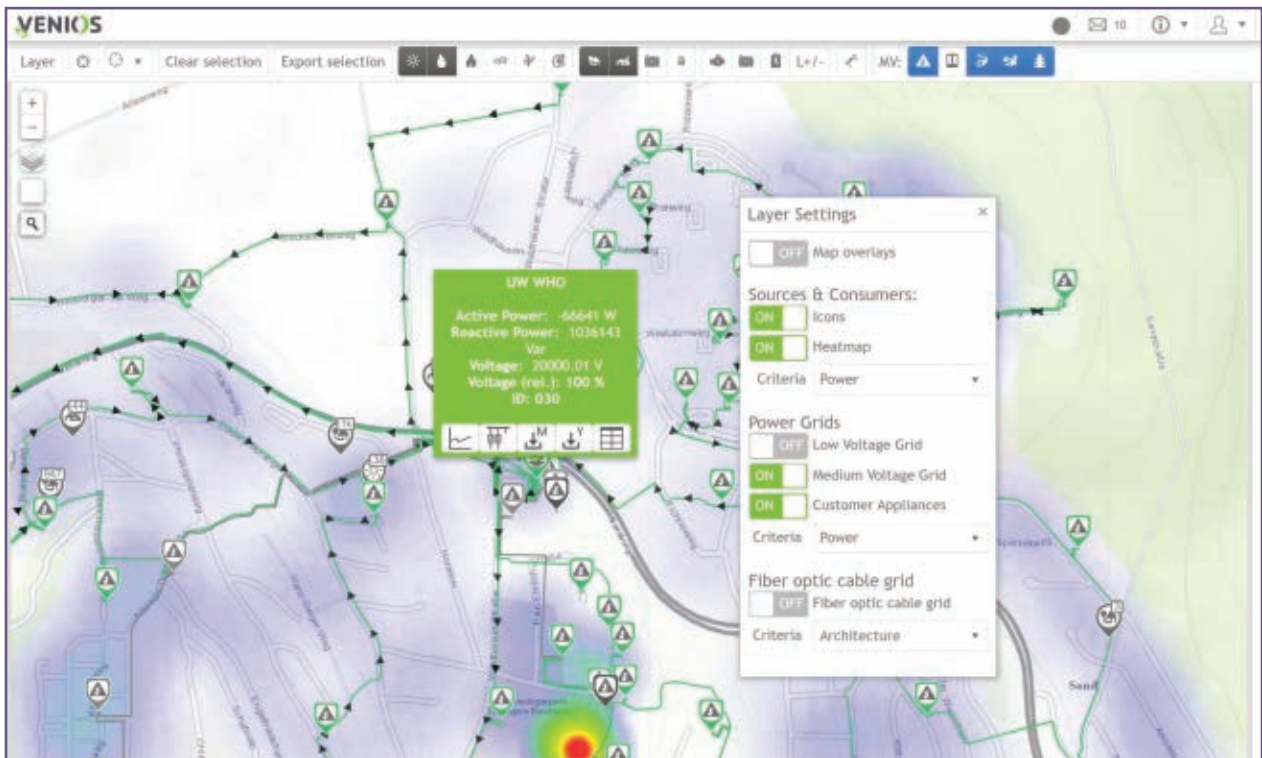 VENIOS
10
Layer
Clear selection
Export selection
L+/-
MV:
UW WHO
Active Power: -66641 W
Reactive Power: 1036143
Var
Voltage: 20000.01 V
Voltage (rel.): 100 %
ID: 030
M
Y
Layer Settings
OFF Map overlays
Sources & Consumers:
ON Icons
ON Heatmap
Criteria Power
Power Grids
OFF Low Voltage Grid
ON Medium Voltage Grid
ON Customer Appliances
Criteria Power
Fiber optic cable grid
OFF Fiber optic cable grid
Criteria Architecture
Sand